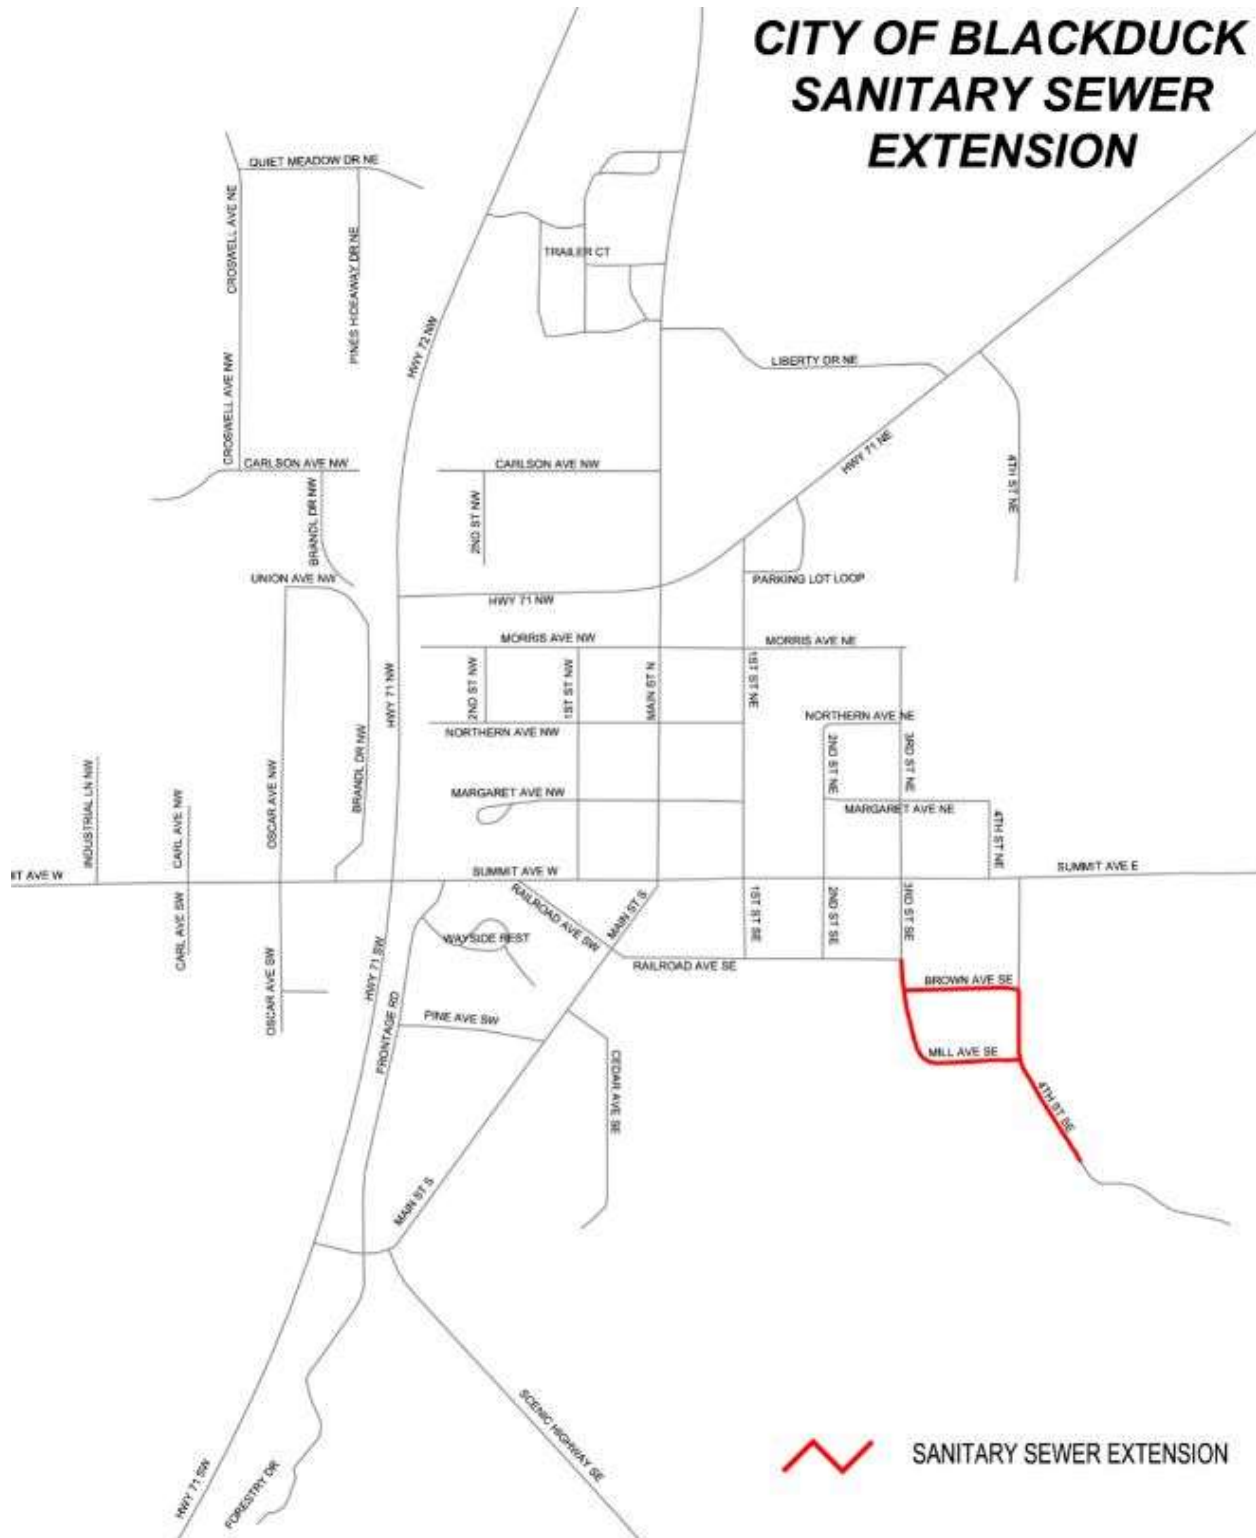 CITY OF BLACKDUCK
SANITARY SEWER
EXTENSION
QUIET MEADOW DR NE
CROSWELL AVE NE
PINES HIDEAWAY DR NE
TRAILER CT
HWY 72 NW
LIBERTY DR NE
CROSWELL AVE NW
HWY 71 NE
CARLSON AVE NW
CARLSON AVE NW
4TH ST NE
BRANDL DR NW
2ND ST NW
UNION AVE NW
PARKING LOT LOOP
HWY 71 NW
MORRIS AVE NW
MORRIS AVE NE
HWY 71 NW
2ND ST NW
1ST ST NW
MAIN ST N
1ST ST NE
NORTHERN AVE NE
NORTHERN AVE NW
2ND ST NE
3RD ST NE
BRANDL DR NW
OSCAR AVE NW
INDUSTRIAL LN NW
CARL AVE NW
MARGARET AVE NW
MARGARET AVE NE
4TH ST NE
IT AVE W
SUMMIT AVE W
SUMMIT AVE E
CARL AVE SW
OSCAR AVE SW
RAILROAD AVE SW
MAIN ST S
1ST ST SE
2ND ST SE
3RD ST SE
WAYSIDE REST
HWY 71 SW
RAILROAD AVE SE
BROWN AVE SE
FRONTAGE RD
PINE AVE SW
MILL AVE SE
CEDAR AVE SE
4TH ST SE
MAIN ST S
SCENIC HIGHWAY SE
HWY 71 SW
FORESTRY DR
SANITARY SEWER EXTENSION